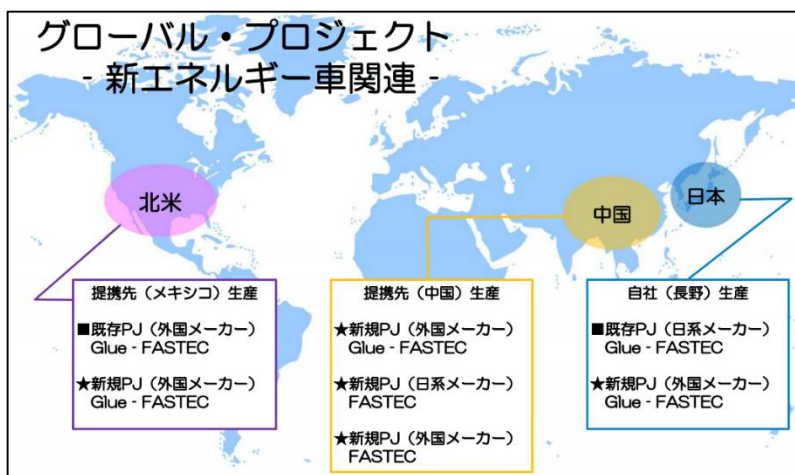 グローバル・プロジェクト
- 新エネルギー車関連 -
北米
中国
日本
提携先（メキシコ）生産
■既存PJ（外国メーカー）
Glue - FASTEC
★新規PJ（外国メーカー）
Glue - FASTEC
提携先（中国）生産
★新規PJ（外国メーカー）
Glue - FASTEC
★新規PJ（日系メーカー）
FASTEC
★新規PJ（外国メーカー）
FASTEC
自社（長野）生産
■既存PJ（日系メーカー）
Glue - FASTEC
★新規PJ（外国メーカー）
Glue - FASTEC